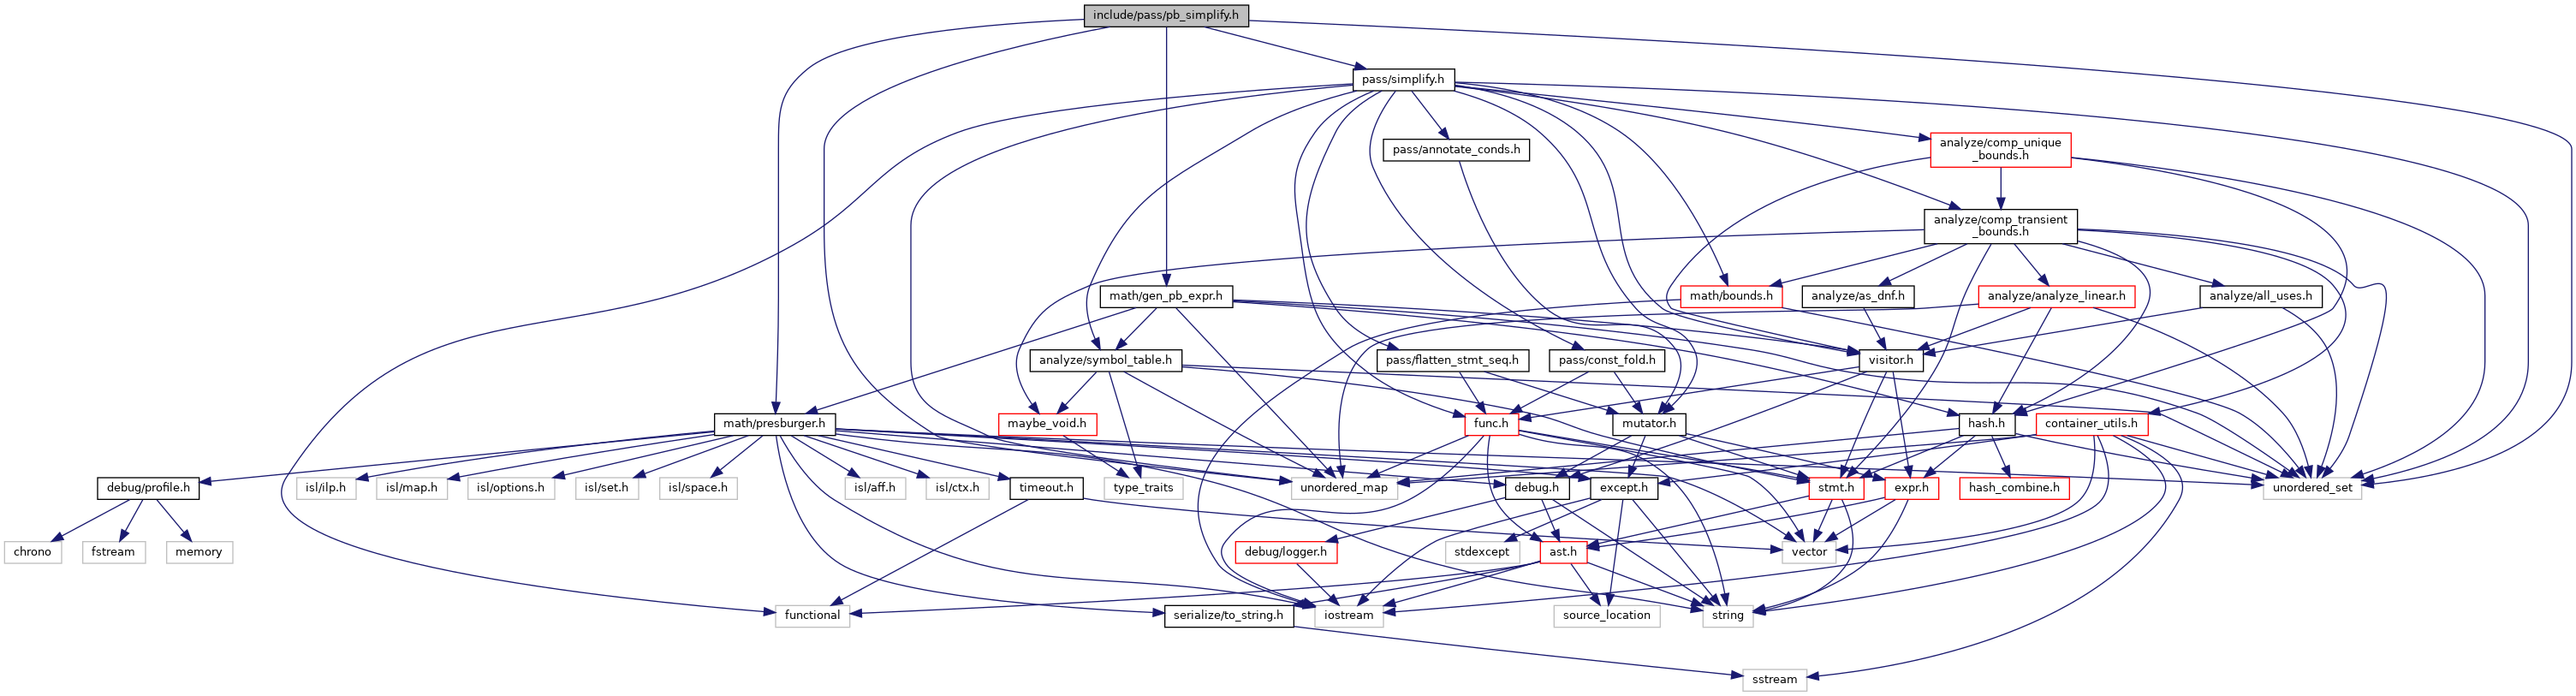 include/pass/pb_simplify.h
pass/simplify.h
pass/annotate_conds.h
analyze/comp_unique
_bounds.h
analyze/comp_transient
_bounds.h
math/gen_pb_expr.h
math/bounds.h
analyze/as_dnf.h
analyze/analyze_linear.h
analyze/all_uses.h
analyze/symbol_table.h
pass/flatten_stmt_seq.h
pass/const_fold.h
visitor.h
math/presburger.h
maybe_void.h
func.h
mutator.h
hash.h
container_utils.h
debug/profile.h
isl/ilp.h
isl/map.h
isl/options.h
isl/set.h
isl/space.h
isl/aff.h
isl/ctx.h
timeout.h
type_traits
unordered_map
debug.h
except.h
stmt.h
expr.h
hash_combine.h
unordered_set
chrono
fstream
memory
debug/logger.h
stdexcept
ast.h
vector
functional
serialize/to_string.h
iostream
source_location
string
sstream